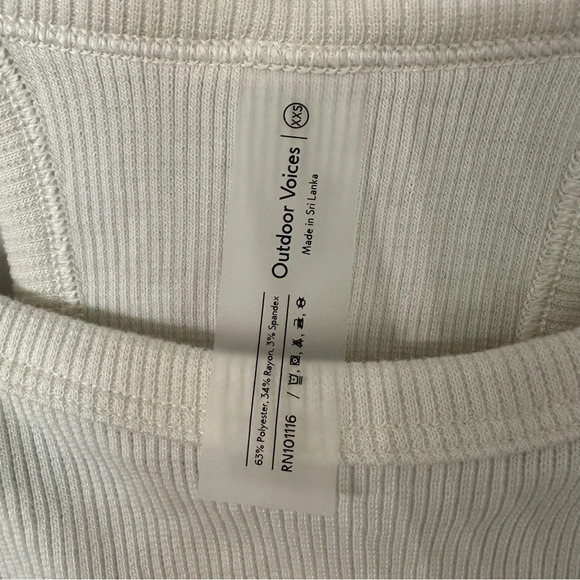 Outdoor Voices | XXS
Made in Sri Lanka
63% Polyester, 34% Rayon, 3% Spandex
RN101116 /